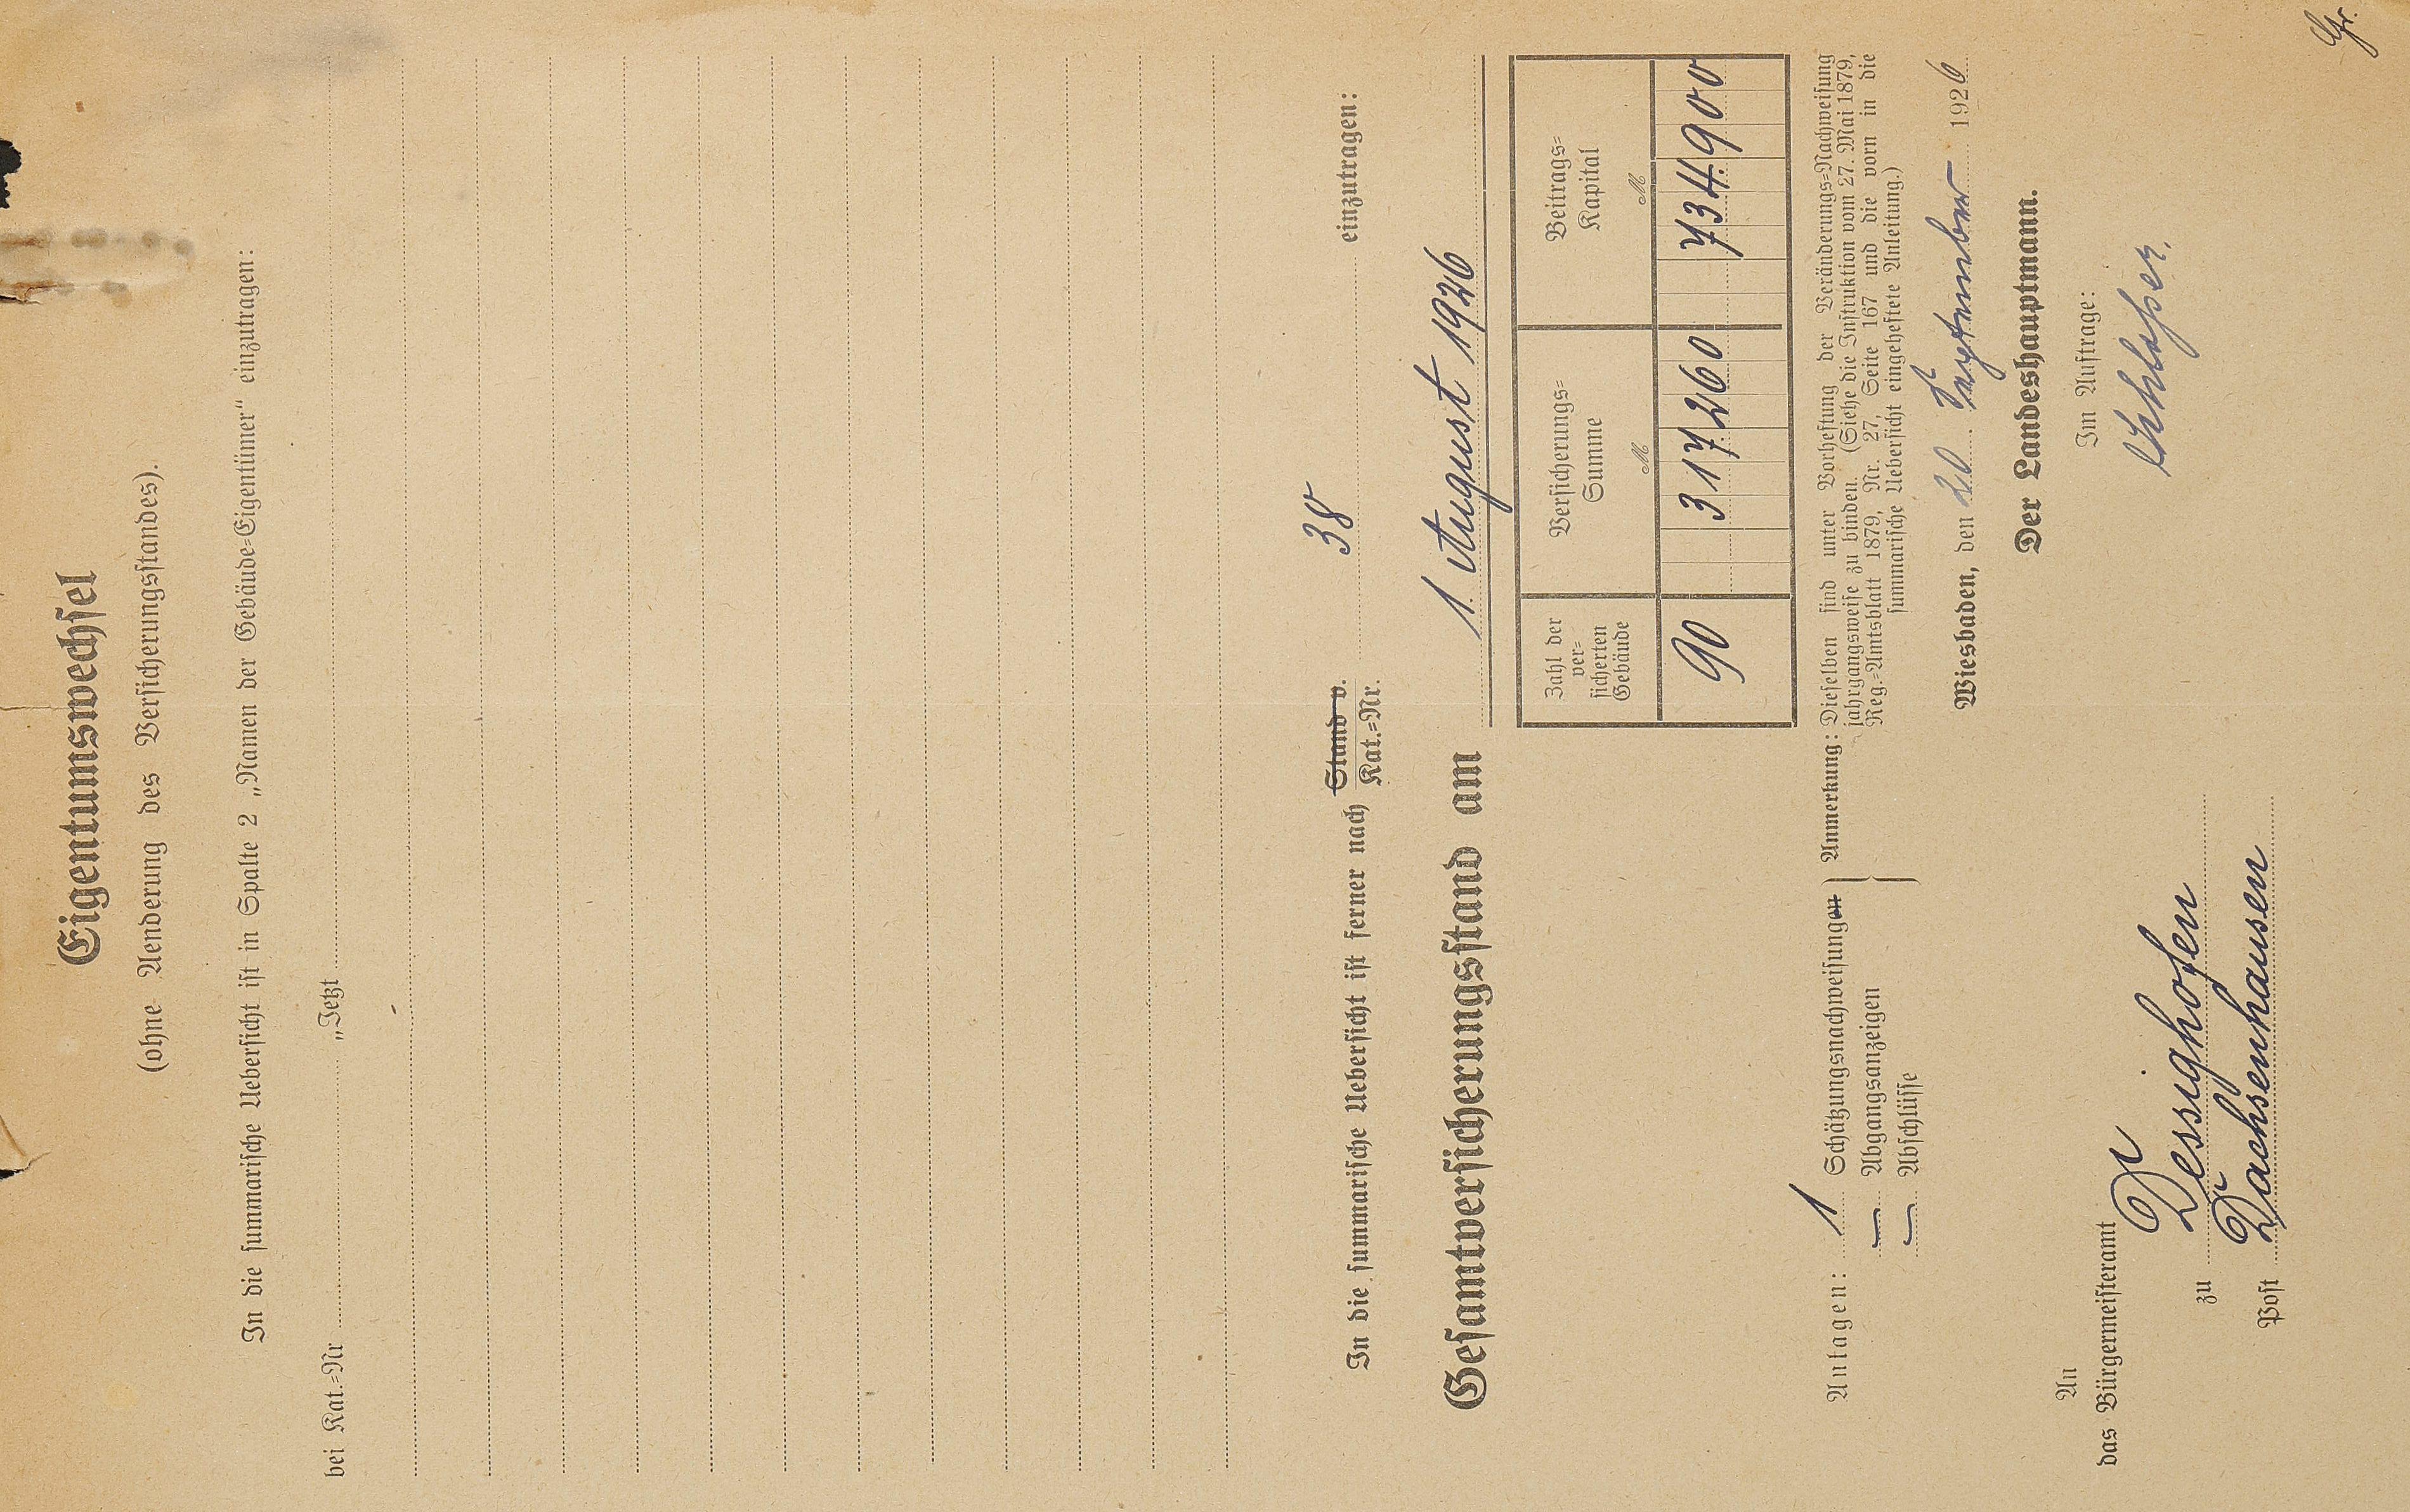 Eigentumswechsel
(ohne Aenderung des Versicherungsstandes).
In die summarische Uebersicht ist in Spalte 2 „Namen der Gebäude=Eigentümer“ einzutragen:
bei Kat.=Nr „Jetzt
In die summarische Uebersicht ist ferner nach Stand v. 38 einzutragen:
Kat.=Nr.
Gesamtversicherungsstand am 1. August 1926
Zahl der ver= sicherten Gebäude
Versicherungs= Summe M
Beitrags= Kapital M
90 317260 734900
Anlagen: 1 Schätzungsnachweisungen
Abgangsanzeigen
Abschlüsse
Anmerkung: Dieselben sind unter Vorheftung der Veränderungs=Nachweisung
jahrgangsweise zu binden. (Siehe die Instruktion vom 27. Mai 1879,
Reg.=Amtsblatt 1879, Nr. 27, Seite 167 und die vorn in die
summarische Uebersicht eingeheftete Anleitung.)
Wiesbaden, den 20 September 1926
Der Landeshauptmann.
In Auftrage:
An
das Bürgermeisteramt
zu Dessighofen
Post Dachsenhausen